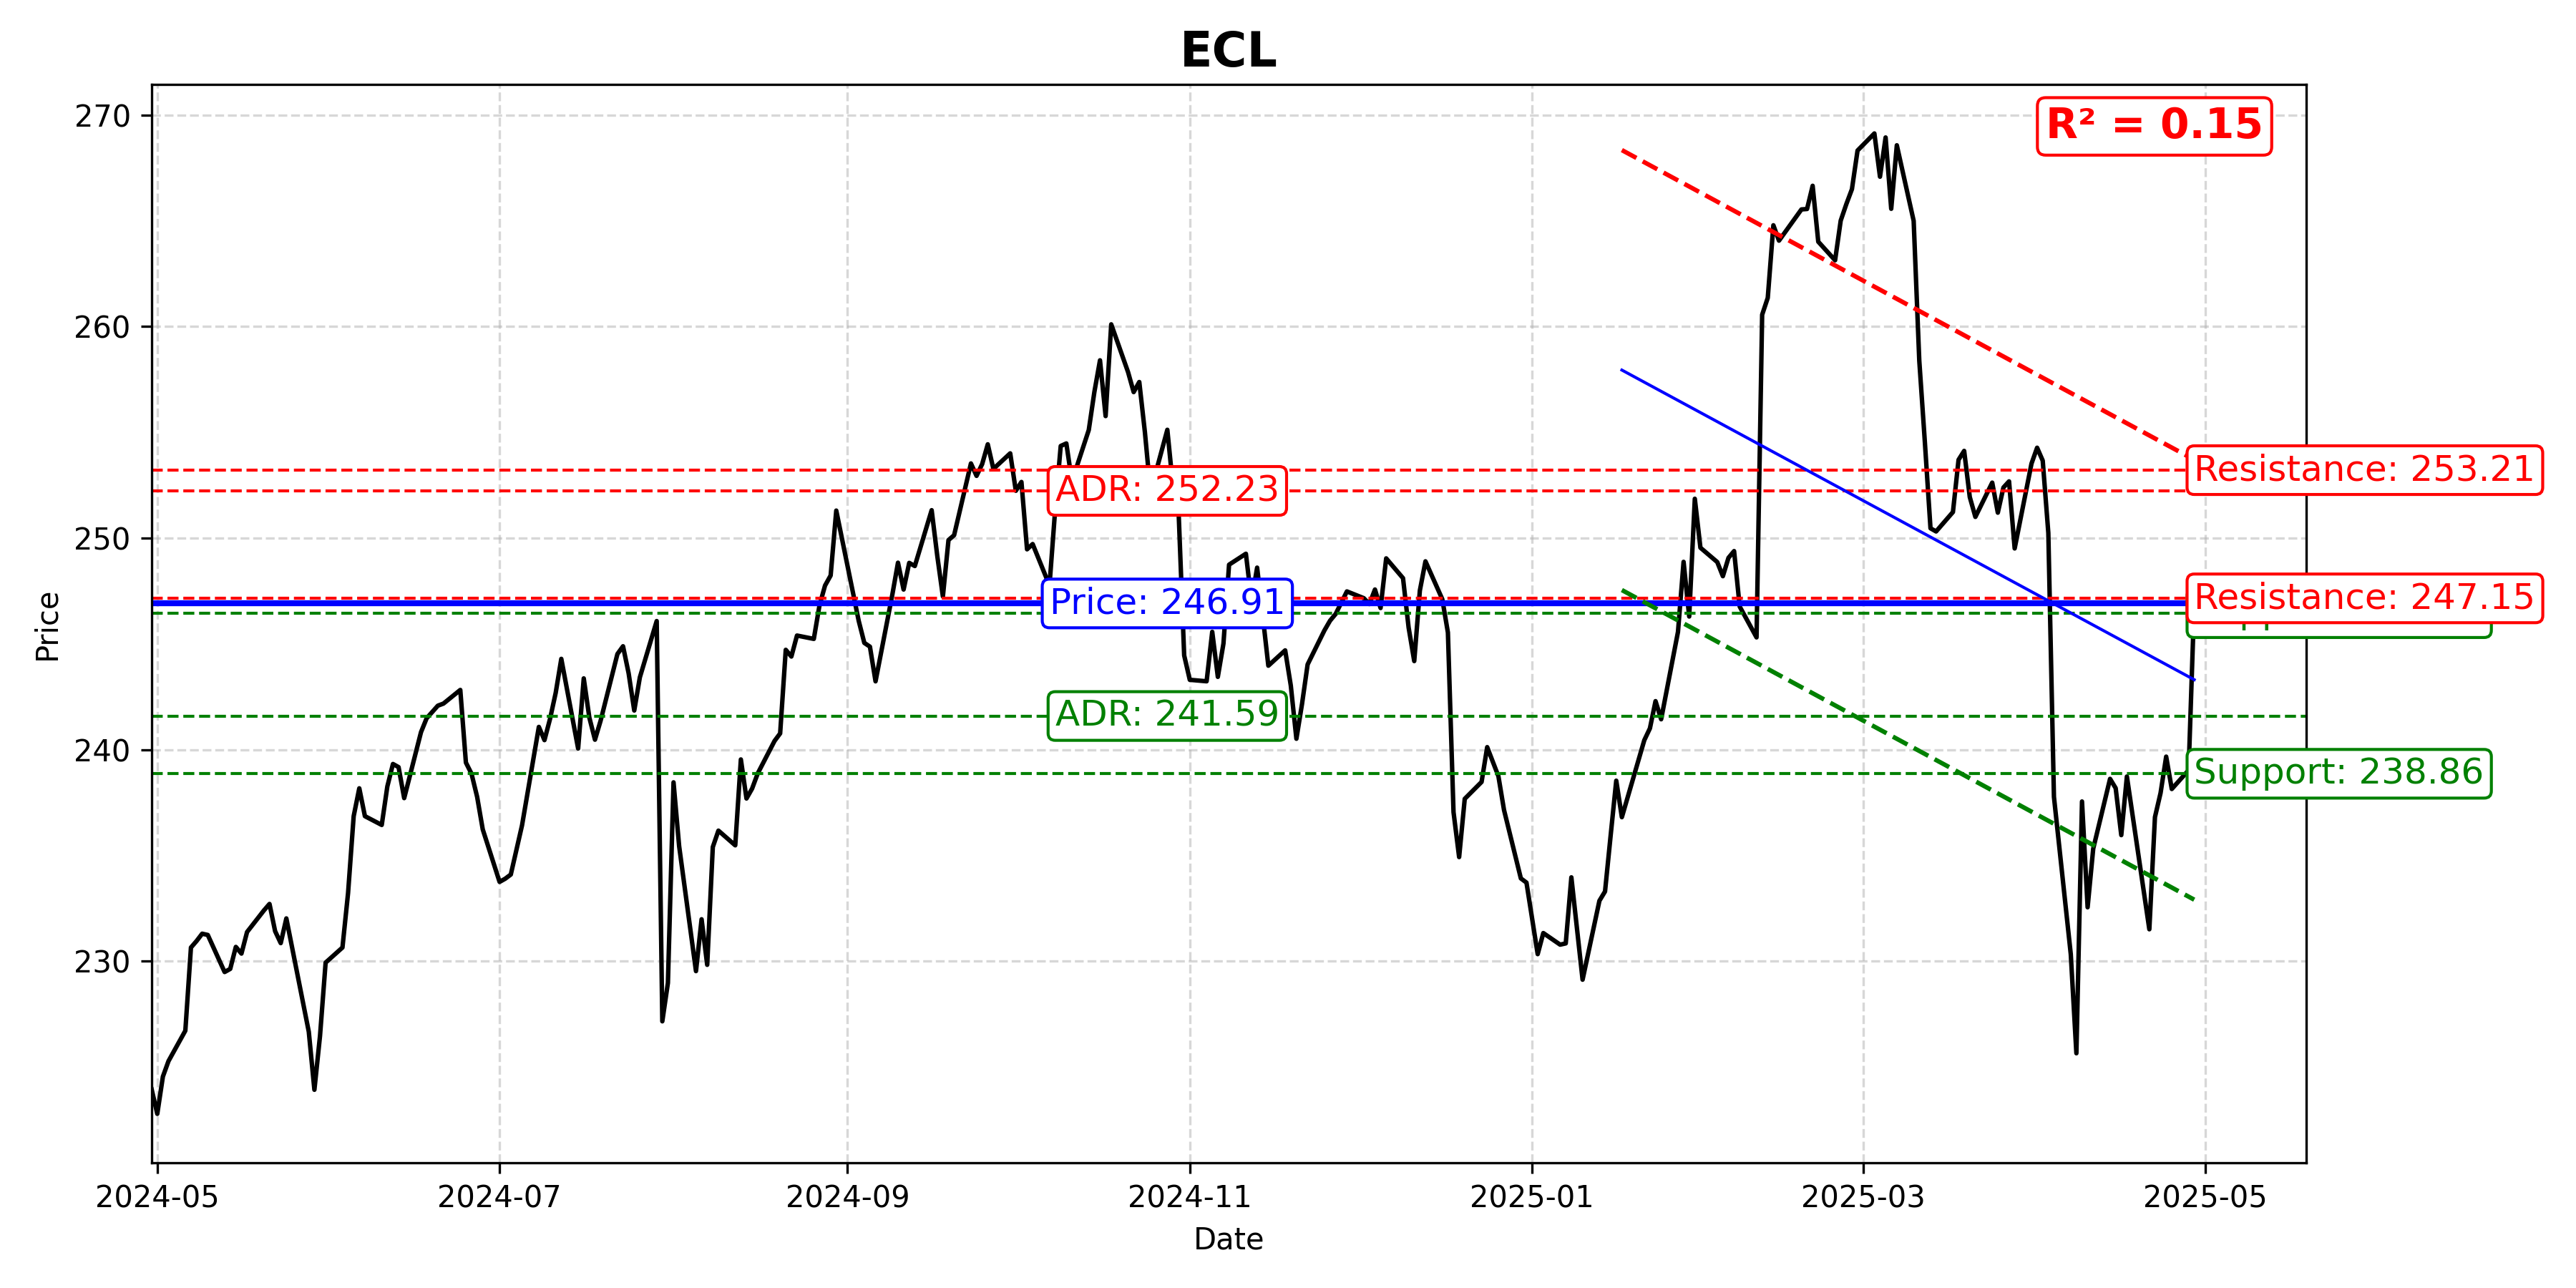 ECL
R² = 0.15
270
260
250
240
230
Price
ADR: 252.23
Price: 246.91
ADR: 241.59
Resistance: 253.21
Resistance: 247.15
Support: 238.86
2024-05
2024-07
2024-09
2024-11
2025-01
2025-03
2025-05
Date